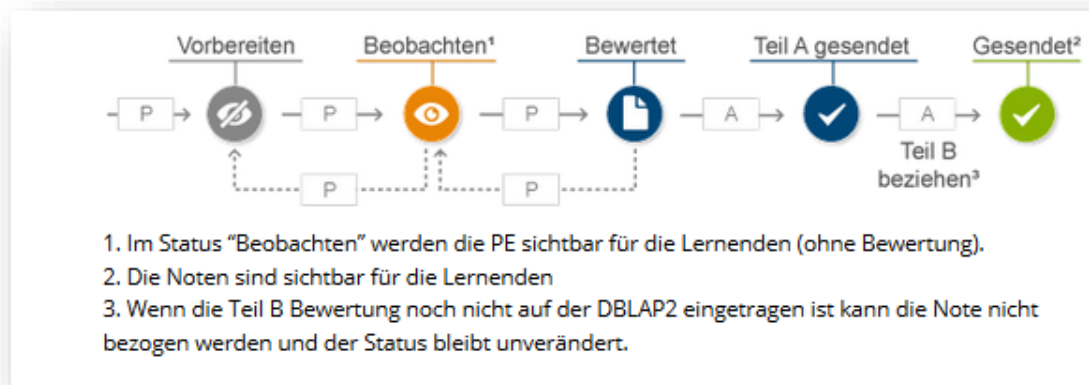 Vorbereiten Beobachten¹ Bewertet Teil A gesendet Gesendet²
P P P A A
Teil B
beziehen³
P P
1. Im Status “Beobachten” werden die PE sichtbar für die Lernenden (ohne Bewertung).
2. Die Noten sind sichtbar für die Lernenden
3. Wenn die Teil B Bewertung noch nicht auf der DBLAP2 eingetragen ist kann die Note nicht
bezogen werden und der Status bleibt unverändert.